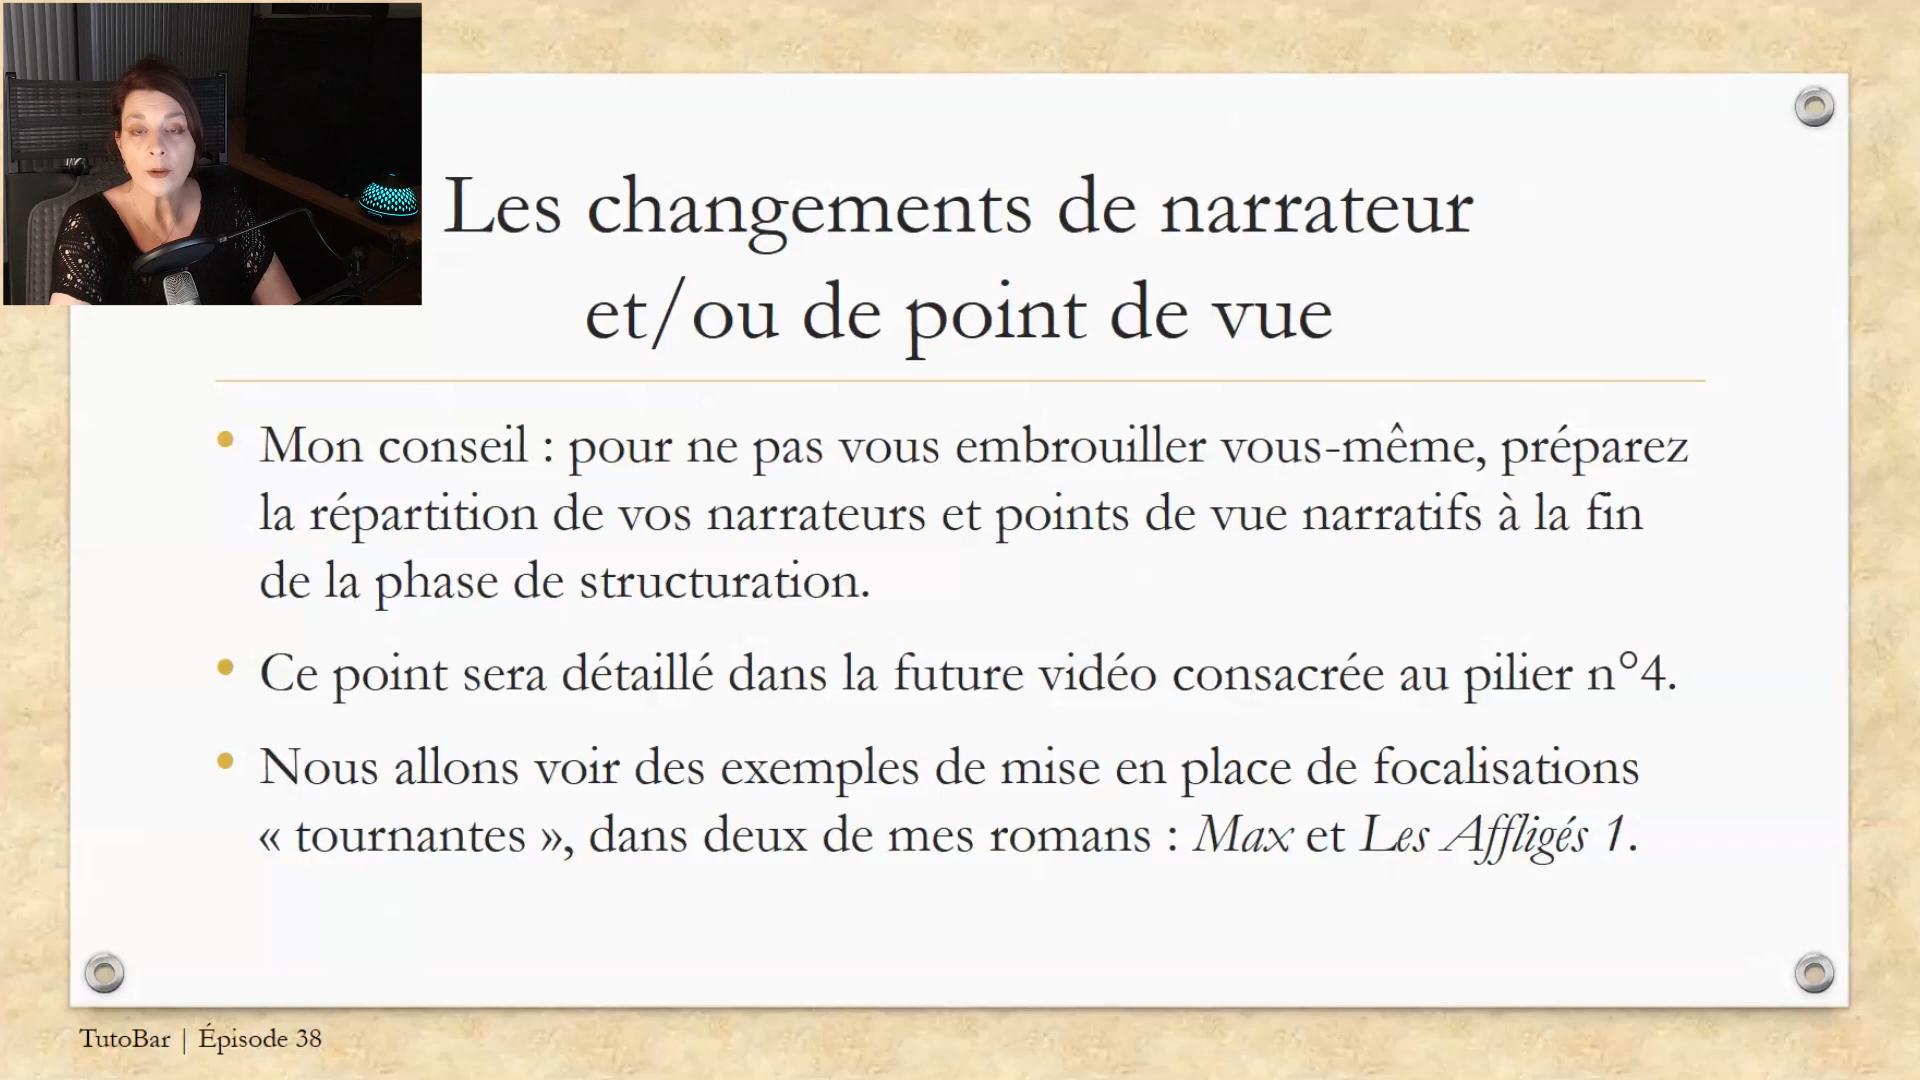 Les changements de narrateur
et/ou de point de vue
• Mon conseil : pour ne pas vous embrouiller vous-même, préparez
la répartition de vos narrateurs et points de vue narratifs à la fin
de la phase de structuration.
• Ce point sera détaillé dans la future vidéo consacrée au pilier n°4.
• Nous allons voir des exemples de mise en place de focalisations
« tournantes », dans deux de mes romans : Max et Les Affligés 1.
TutoBar | Épisode 38